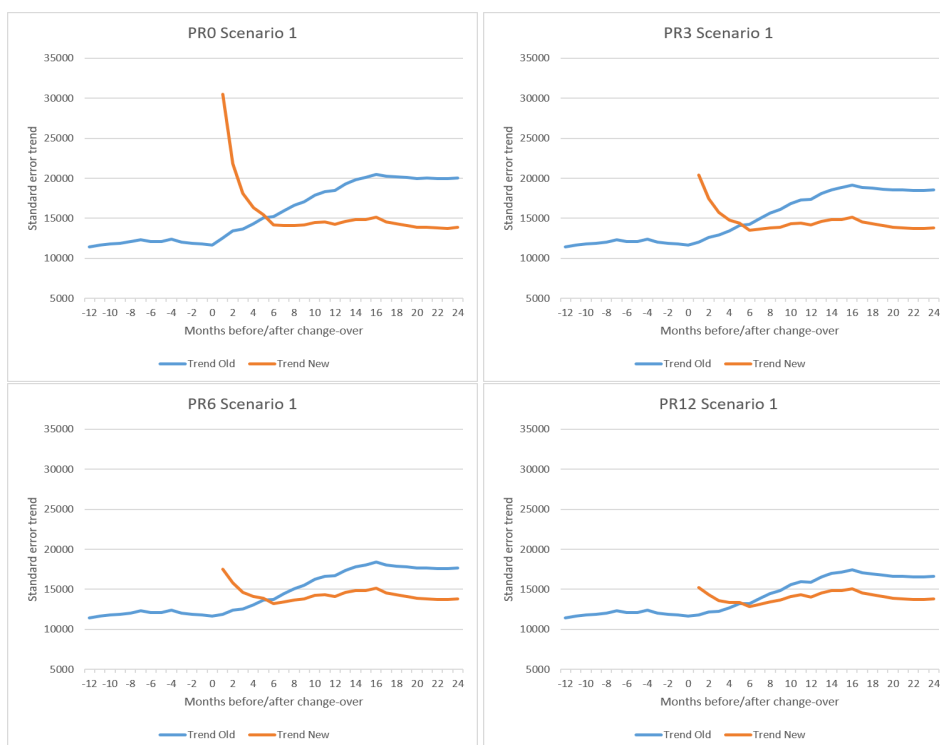 PR0 Scenario 1
35000
30000
25000
20000
15000
10000
5000
Standard error trend
-12 -10 -8 -6 -4 -2 0 2 4 6 8 10 12 14 16 18 20 22 24
Months before/after change-over
Trend Old Trend New
PR3 Scenario 1
35000
30000
25000
20000
15000
10000
5000
Standard error trend
-12 -10 -8 -6 -4 -2 0 2 4 6 8 10 12 14 16 18 20 22 24
Months before/after change-over
Trend Old Trend New
PR6 Scenario 1
35000
30000
25000
20000
15000
10000
5000
Standard error trend
-12 -10 -8 -6 -4 -2 0 2 4 6 8 10 12 14 16 18 20 22 24
Months before/after change-over
Trend Old Trend New
PR12 Scenario 1
35000
30000
25000
20000
15000
10000
5000
Standard error trend
-12 -10 -8 -6 -4 -2 0 2 4 6 8 10 12 14 16 18 20 22 24
Months before/after change-over
Trend Old Trend New